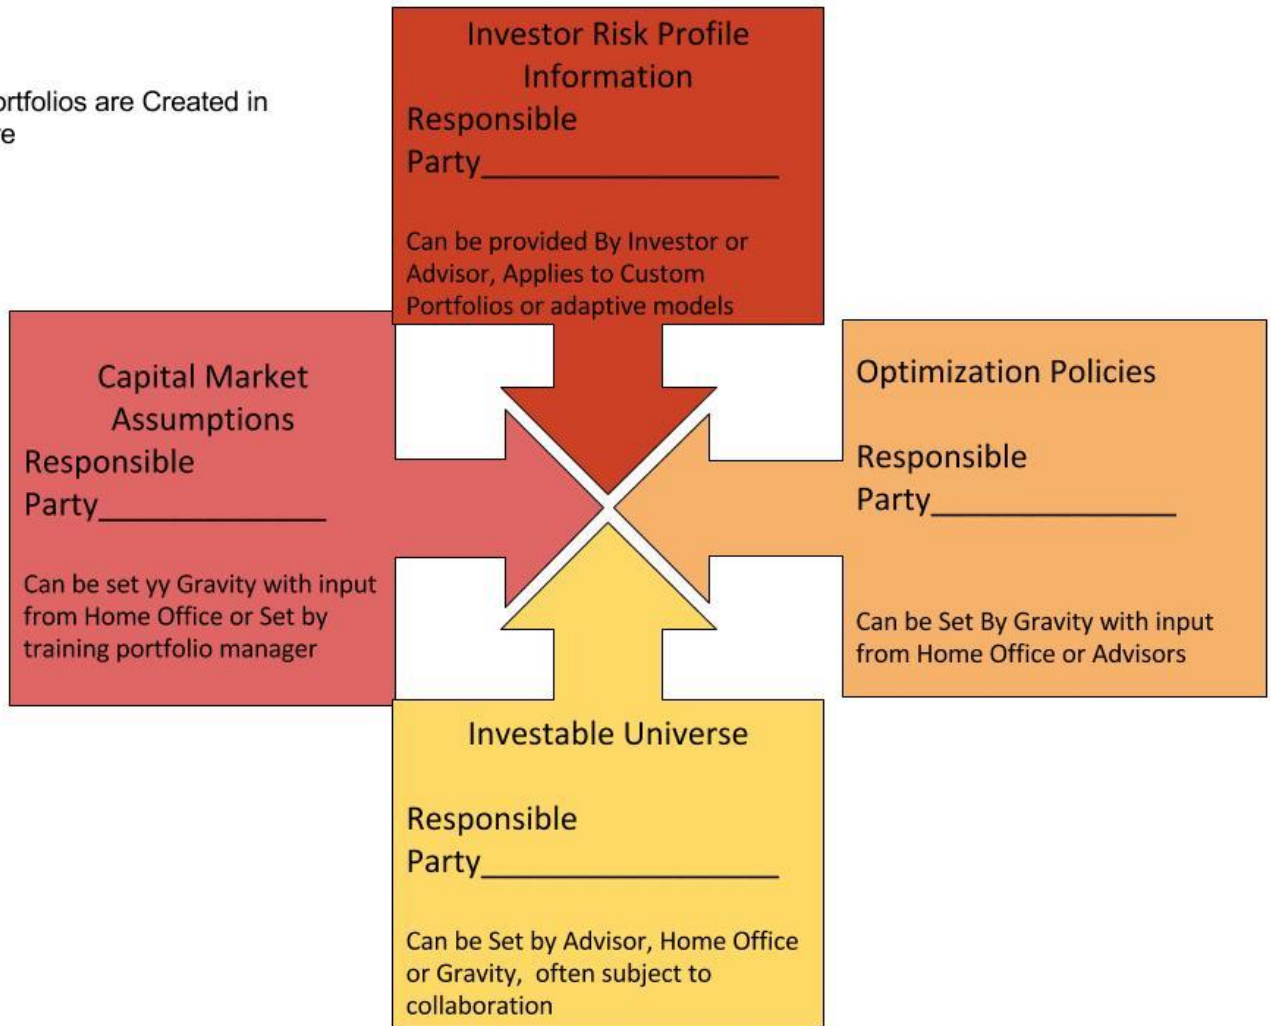 ortfolios are Created in
e
Investor Risk Profile
Information
Responsible
Party___________________
Can be provided By Investor or
Advisor, Applies to Custom
Portfolios or adaptive models
Capital Market
Assumptions
Responsible
Party______________
Can be set yy Gravity with input
from Home Office or Set by
training portfolio manager
Optimization Policies
Responsible
Party_______________
Can be Set By Gravity with input
from Home Office or Advisors
Investable Universe
Responsible
Party___________________
Can be Set by Advisor, Home Office
or Gravity,  often subject to
collaboration